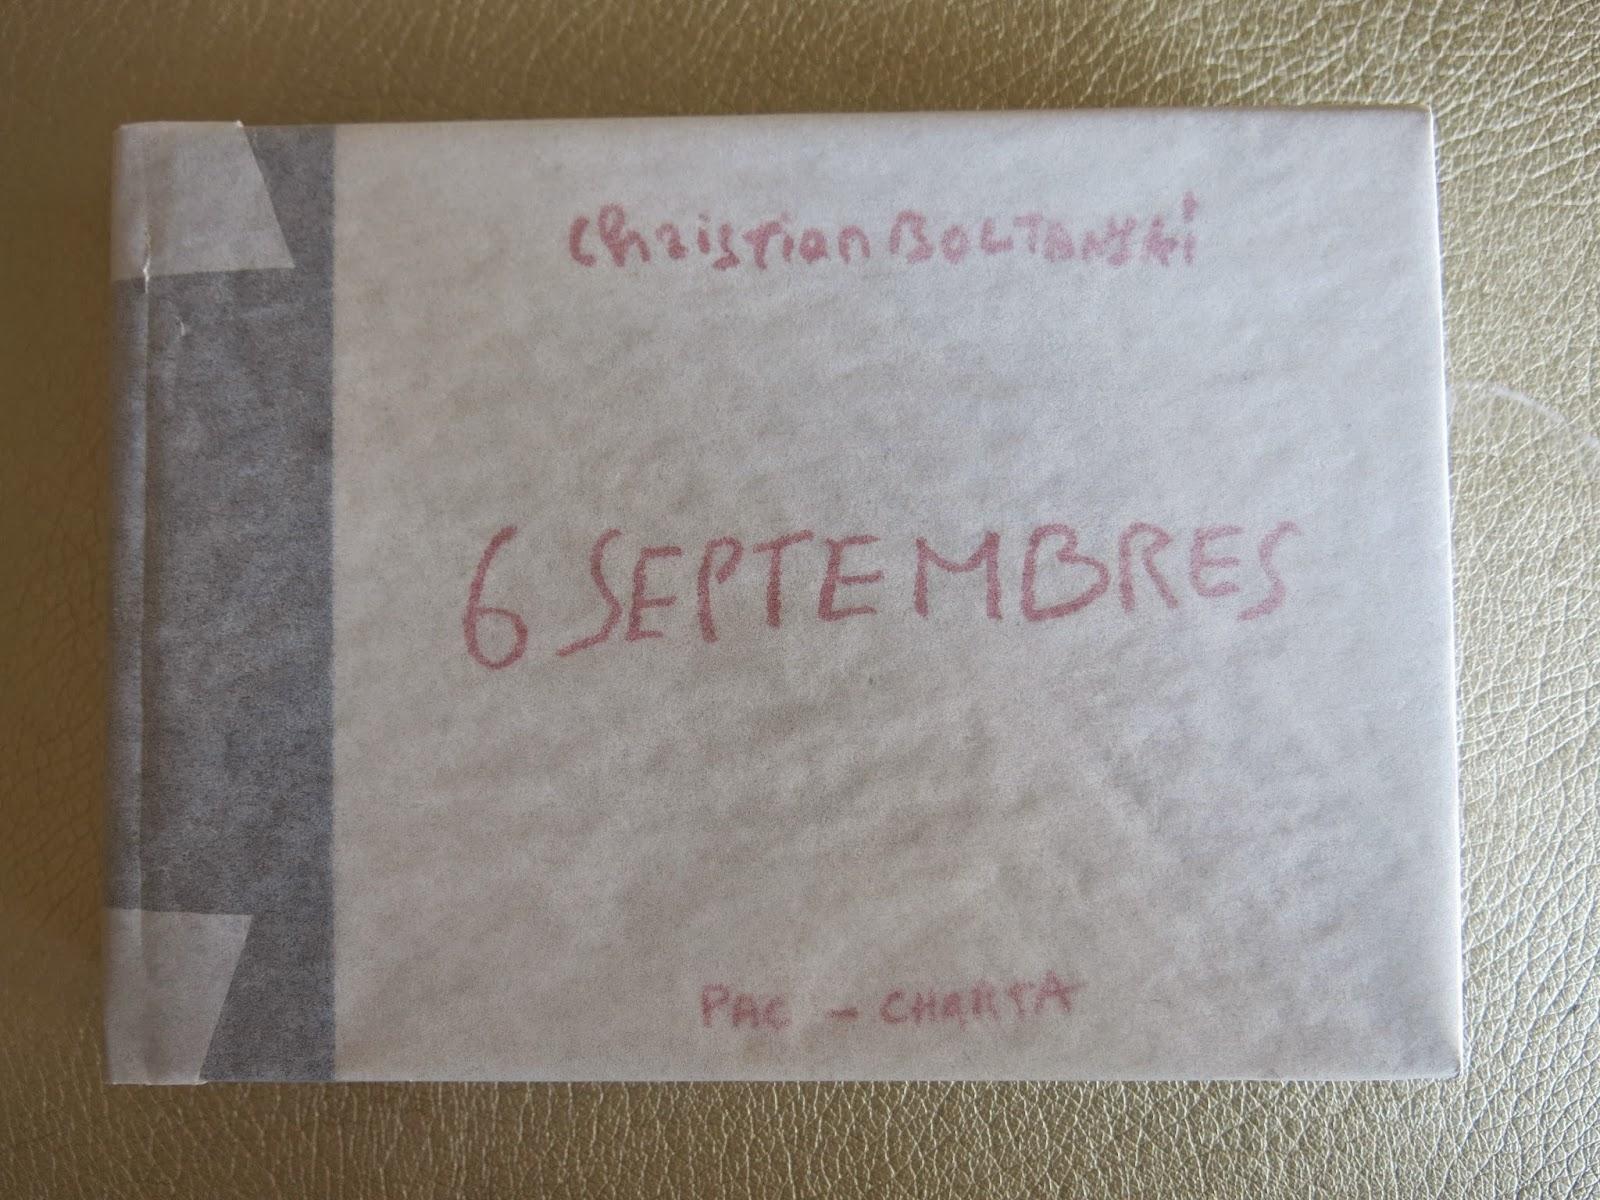 Christian BOLTANSKi
6 SEPTEMBRES
PAC - CHARTA